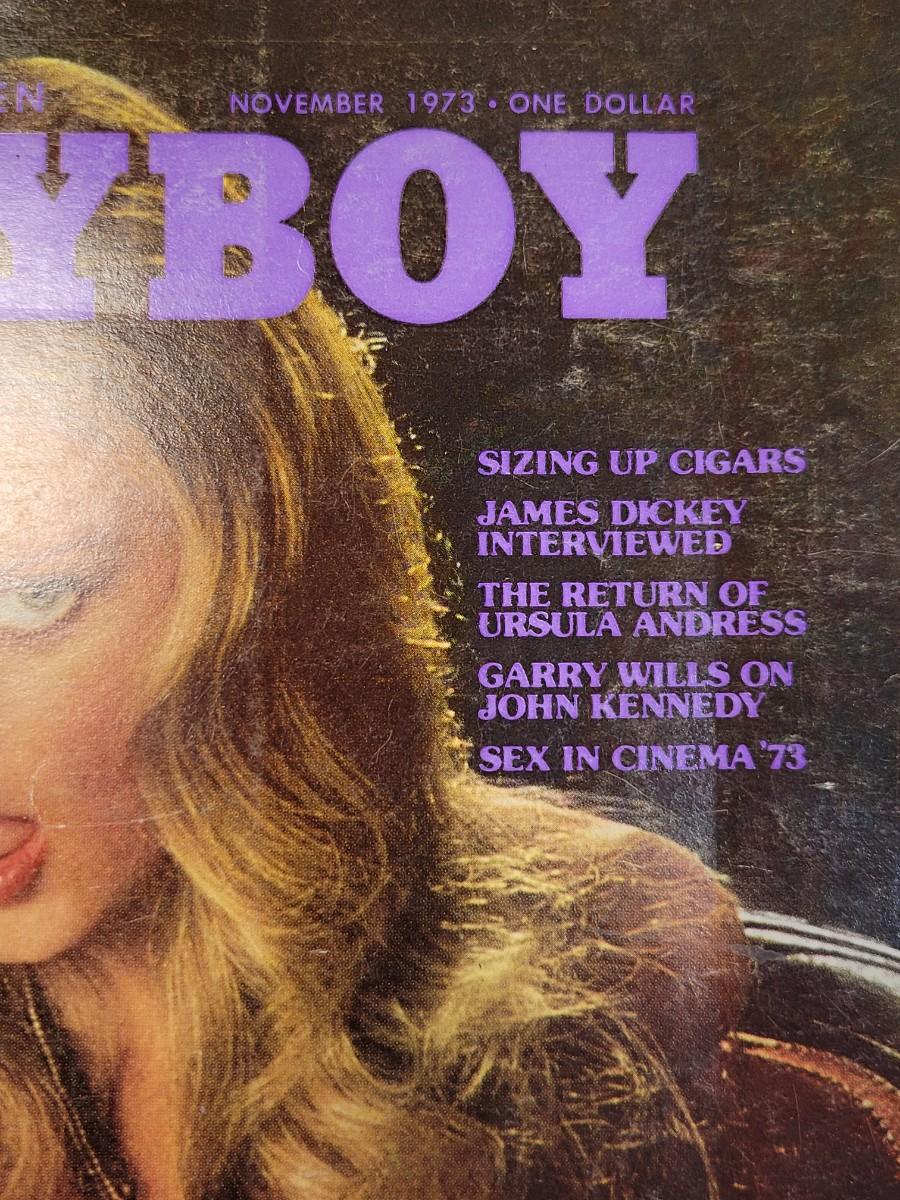 EN
NOVEMBER 1973 • ONE DOLLAR
YBOY
SIZING UP CIGARS
JAMES DICKEY
INTERVIEWED
THE RETURN OF
URSULA ANDRESS
GARRY WILLS ON
JOHN KENNEDY
SEX IN CINEMA '73